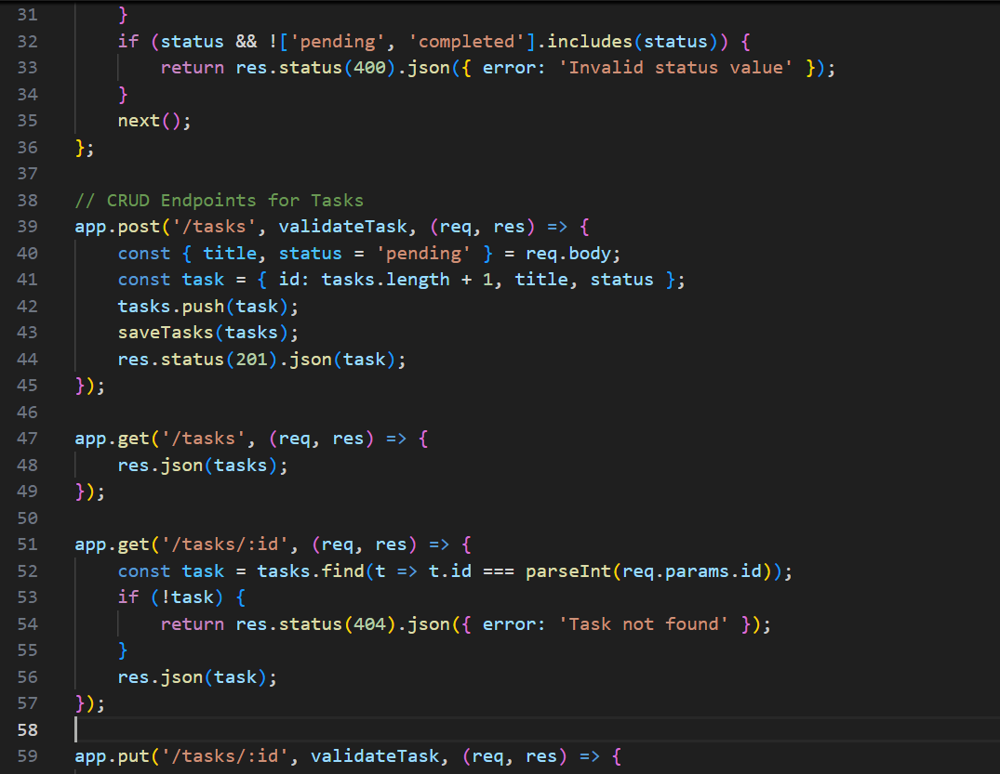 31        }
32        if (status && !['pending', 'completed'].includes(status)) {
33            return res.status(400).json({ error: 'Invalid status value' });
34        }
35        next();
36    };
37
38    // CRUD Endpoints for Tasks
39    app.post('/tasks', validateTask, (req, res) => {
40        const { title, status = 'pending' } = req.body;
41        const task = { id: tasks.length + 1, title, status };
42        tasks.push(task);
43        saveTasks(tasks);
44        res.status(201).json(task);
45    });
46
47    app.get('/tasks', (req, res) => {
48        res.json(tasks);
49    });
50
51    app.get('/tasks/:id', (req, res) => {
52        const task = tasks.find(t => t.id === parseInt(req.params.id));
53        if (!task) {
54            return res.status(404).json({ error: 'Task not found' });
55        }
56        res.json(task);
57    });
58
59    app.put('/tasks/:id', validateTask, (req, res) => {